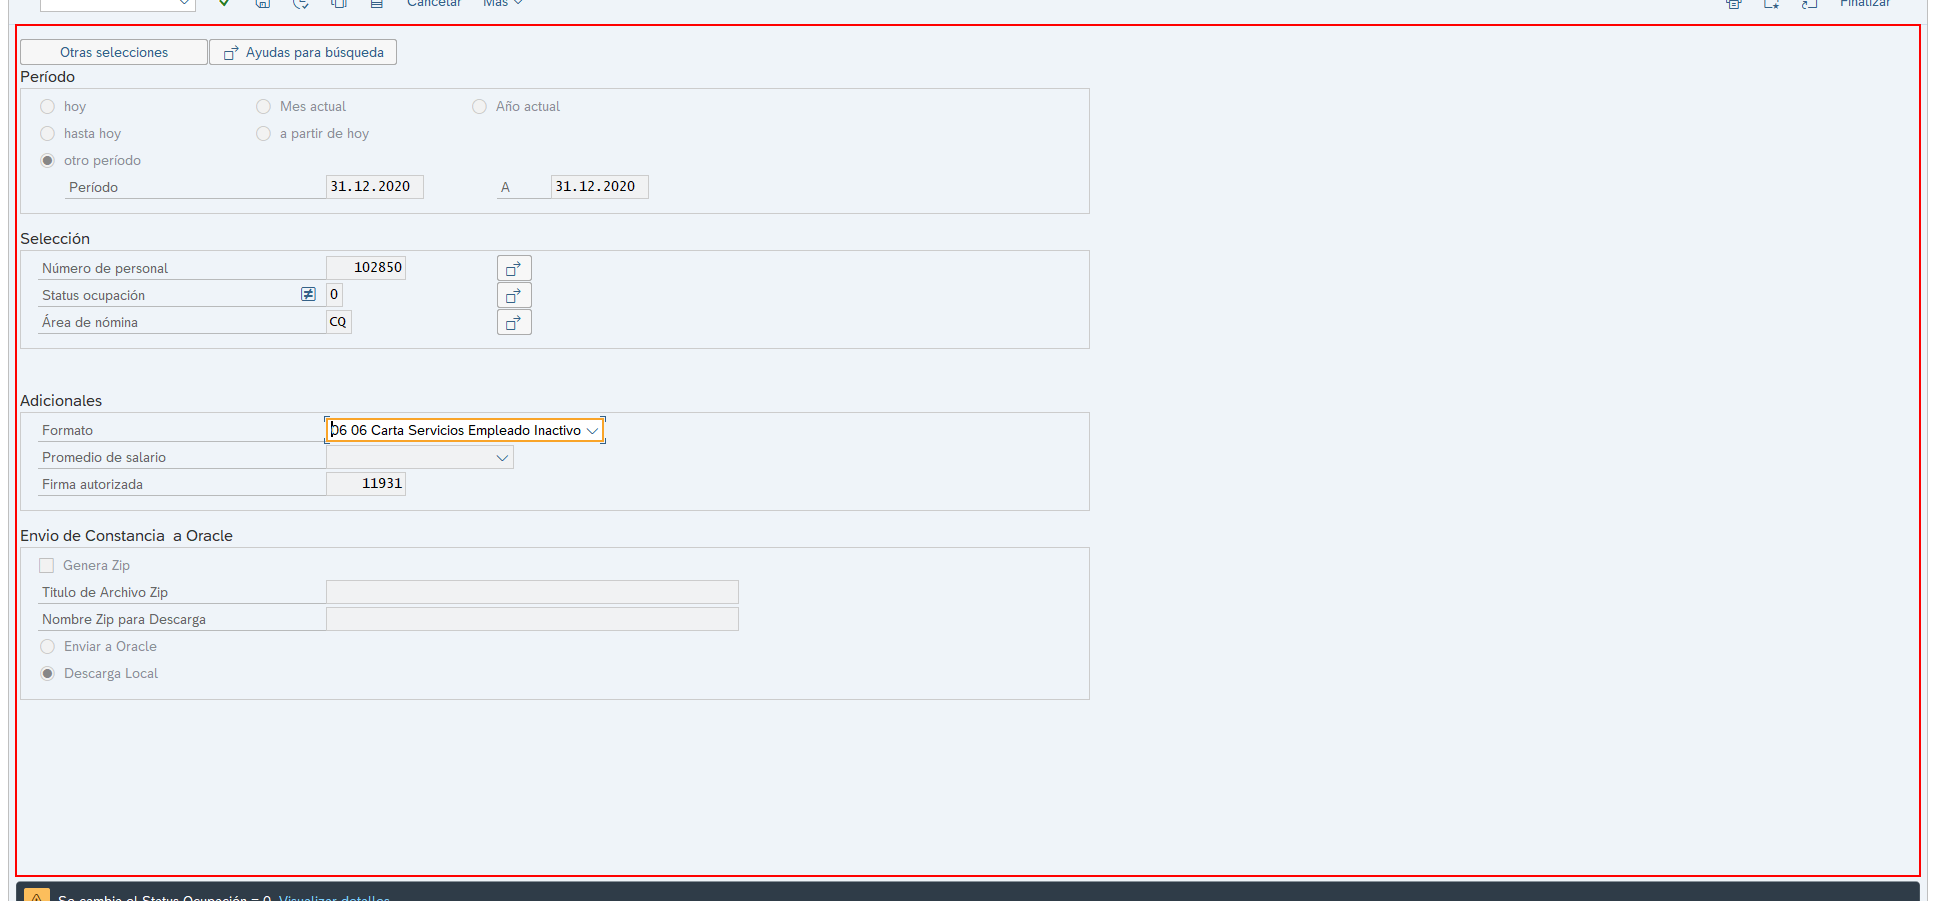 Cancelar Más Finalizar
Otras selecciones Ayudas para búsqueda
Período
hoy Mes actual Año actual
hasta hoy a partir de hoy
otro período
Período 31.12.2020 A 31.12.2020
Selección
Número de personal 102850
Status ocupación 0
Área de nómina CQ
Adicionales
Formato 06 06 Carta Servicios Empleado Inactivo
Promedio de salario
Firma autorizada 11931
Envio de Constancia a Oracle
Genera Zip
Titulo de Archivo Zip
Nombre Zip para Descarga
Enviar a Oracle
Descarga Local
Se cambia el Status Ocupación = 0 Visualizar detalles